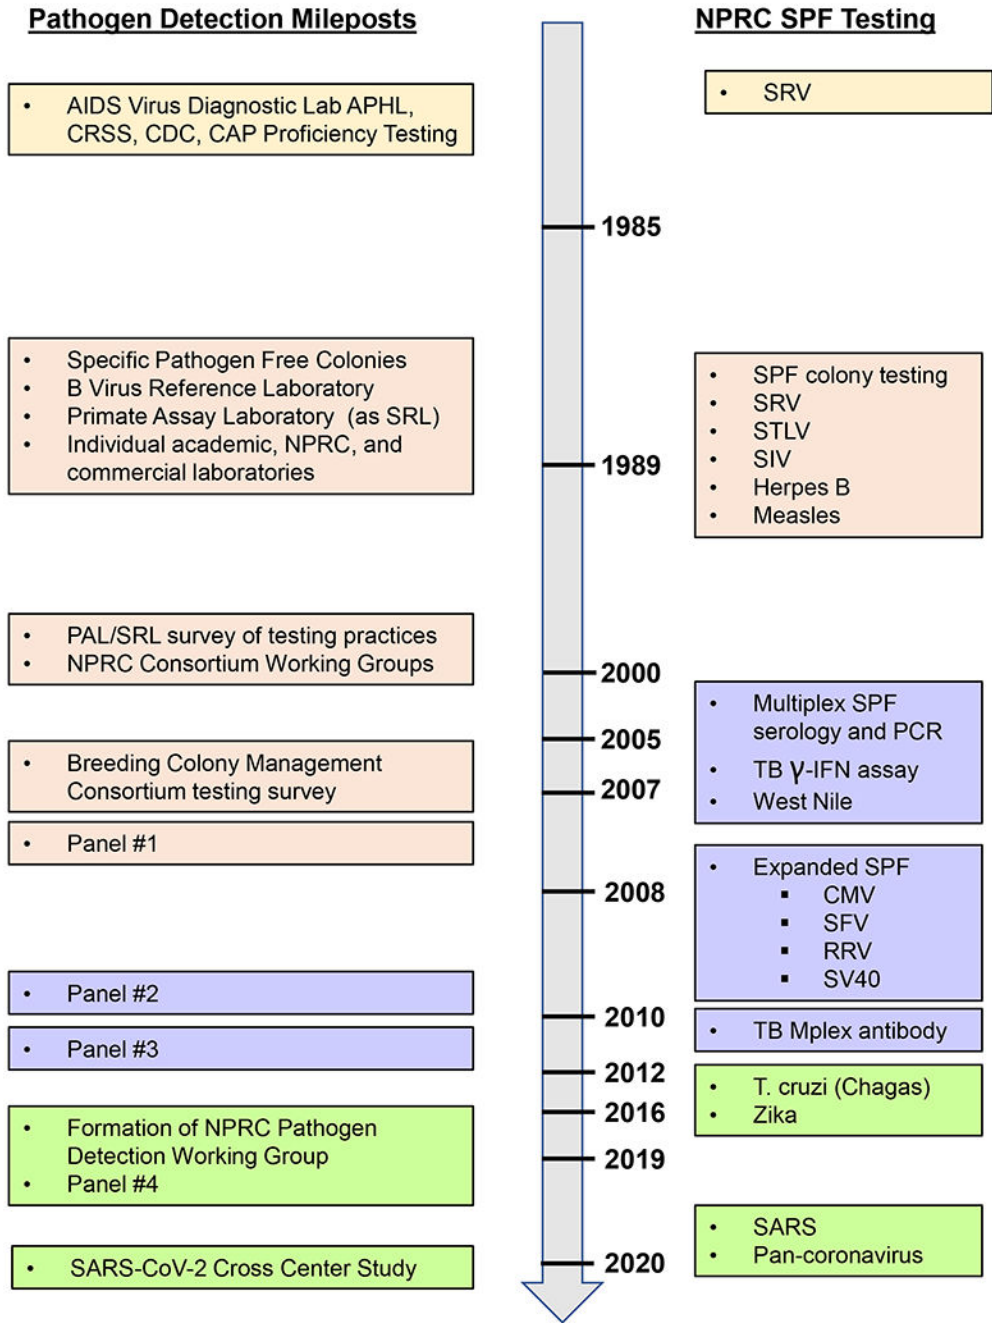 Pathogen Detection Mileposts
NPRC SPF Testing
• AIDS Virus Diagnostic Lab APHL,
CRSS, CDC, CAP Proficiency Testing
• SRV
1985
• Specific Pathogen Free Colonies
• B Virus Reference Laboratory
• Primate Assay Laboratory (as SRL)
• Individual academic, NPRC, and
commercial laboratories
1989
• SPF colony testing
• SRV
• STLV
• SIV
• Herpes B
• Measles
• PAL/SRL survey of testing practices
• NPRC Consortium Working Groups
2000
2005
• Multiplex SPF
serology and PCR
• TB γ-IFN assay
• West Nile
• Breeding Colony Management
Consortium testing survey
2007
• Panel #1
2008
• Expanded SPF
▪ CMV
▪ SFV
▪ RRV
▪ SV40
• Panel #2
2010
• TB Mplex antibody
• Panel #3
2012
• T. cruzi (Chagas)
• Zika
2016
• Formation of NPRC Pathogen
Detection Working Group
• Panel #4
2019
• SARS
• Pan-coronavirus
• SARS-CoV-2 Cross Center Study
2020